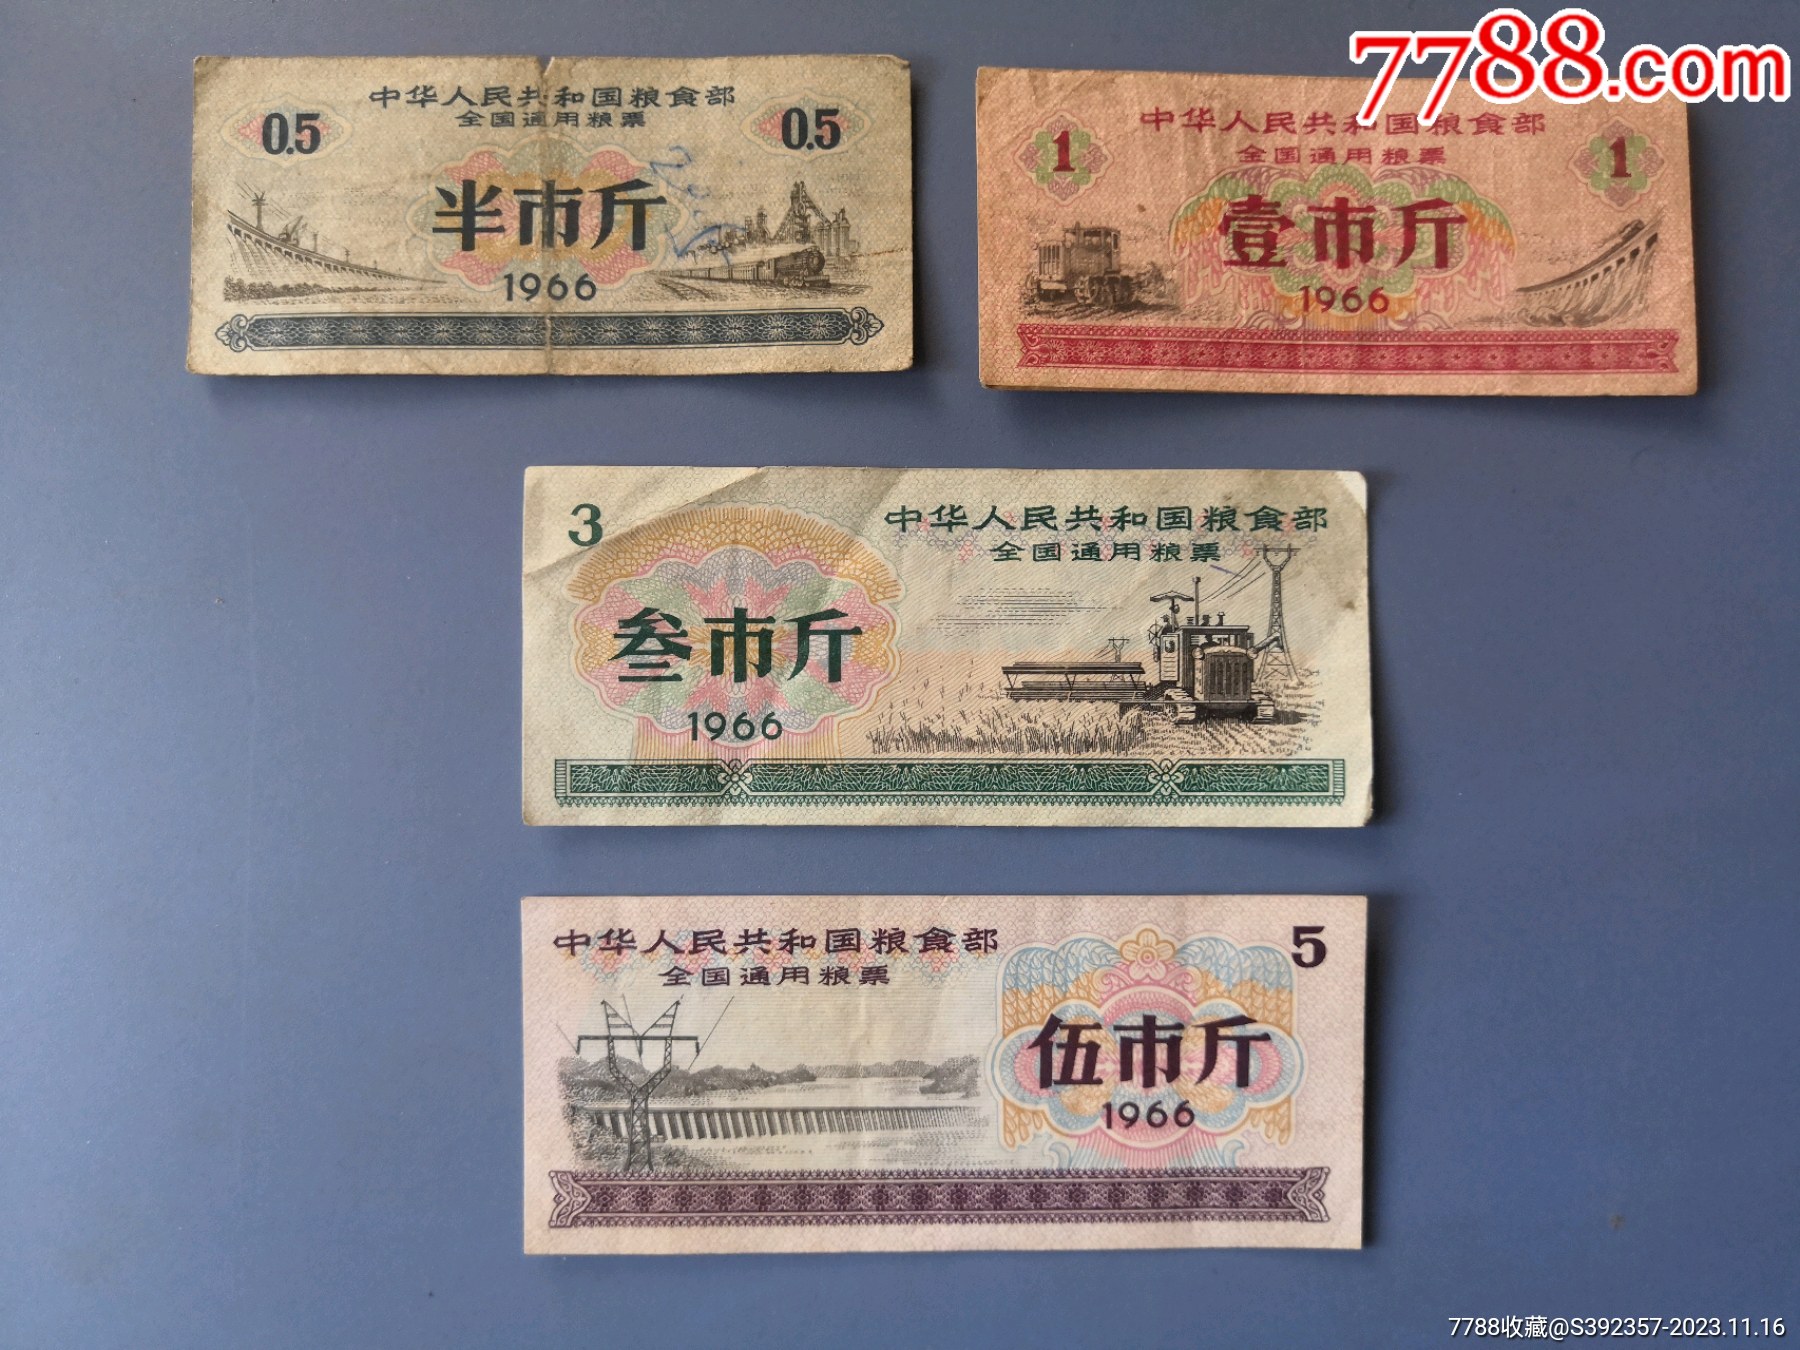 7788.com
中华人民共和国粮食部
全国通用粮票
0.5
0.5
半市斤
1966
中华人民共和国粮食部
全国通用粮票
1
1
壹市斤
1966
3
中华人民共和国粮食部
全国通用粮票
叁市斤
1966
中华人民共和国粮食部
全国通用粮票
5
伍市斤
1966
7788收藏@S392357-2023.11.16